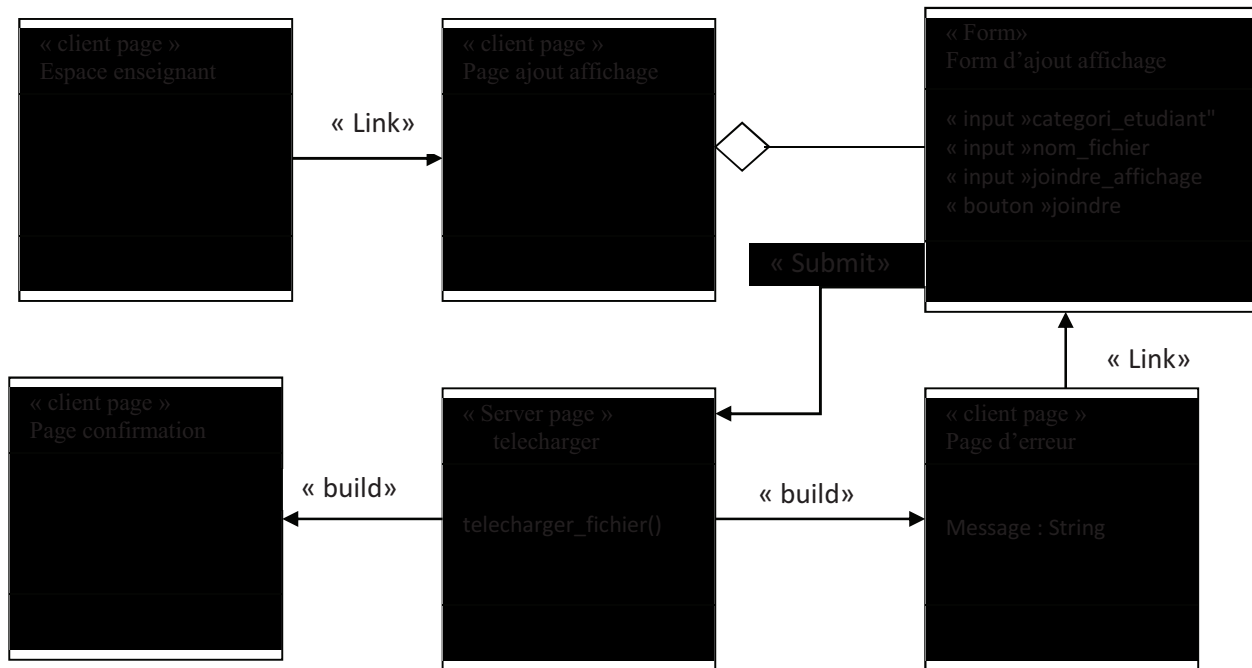 « client page »
Espace enseignant
« Link»
« client page »
Page ajout affichage
« Form»
Form d’ajout affichage
« input »categori_etudiant"
« input »nom_fichier
« input »joindre_affichage
« bouton »joindre
« Submit»
« Link»
« client page »
Page confirmation
« build»
« Server page »
telecharger
telecharger_fichier()
« build»
« client page »
Page d’erreur
Message : String